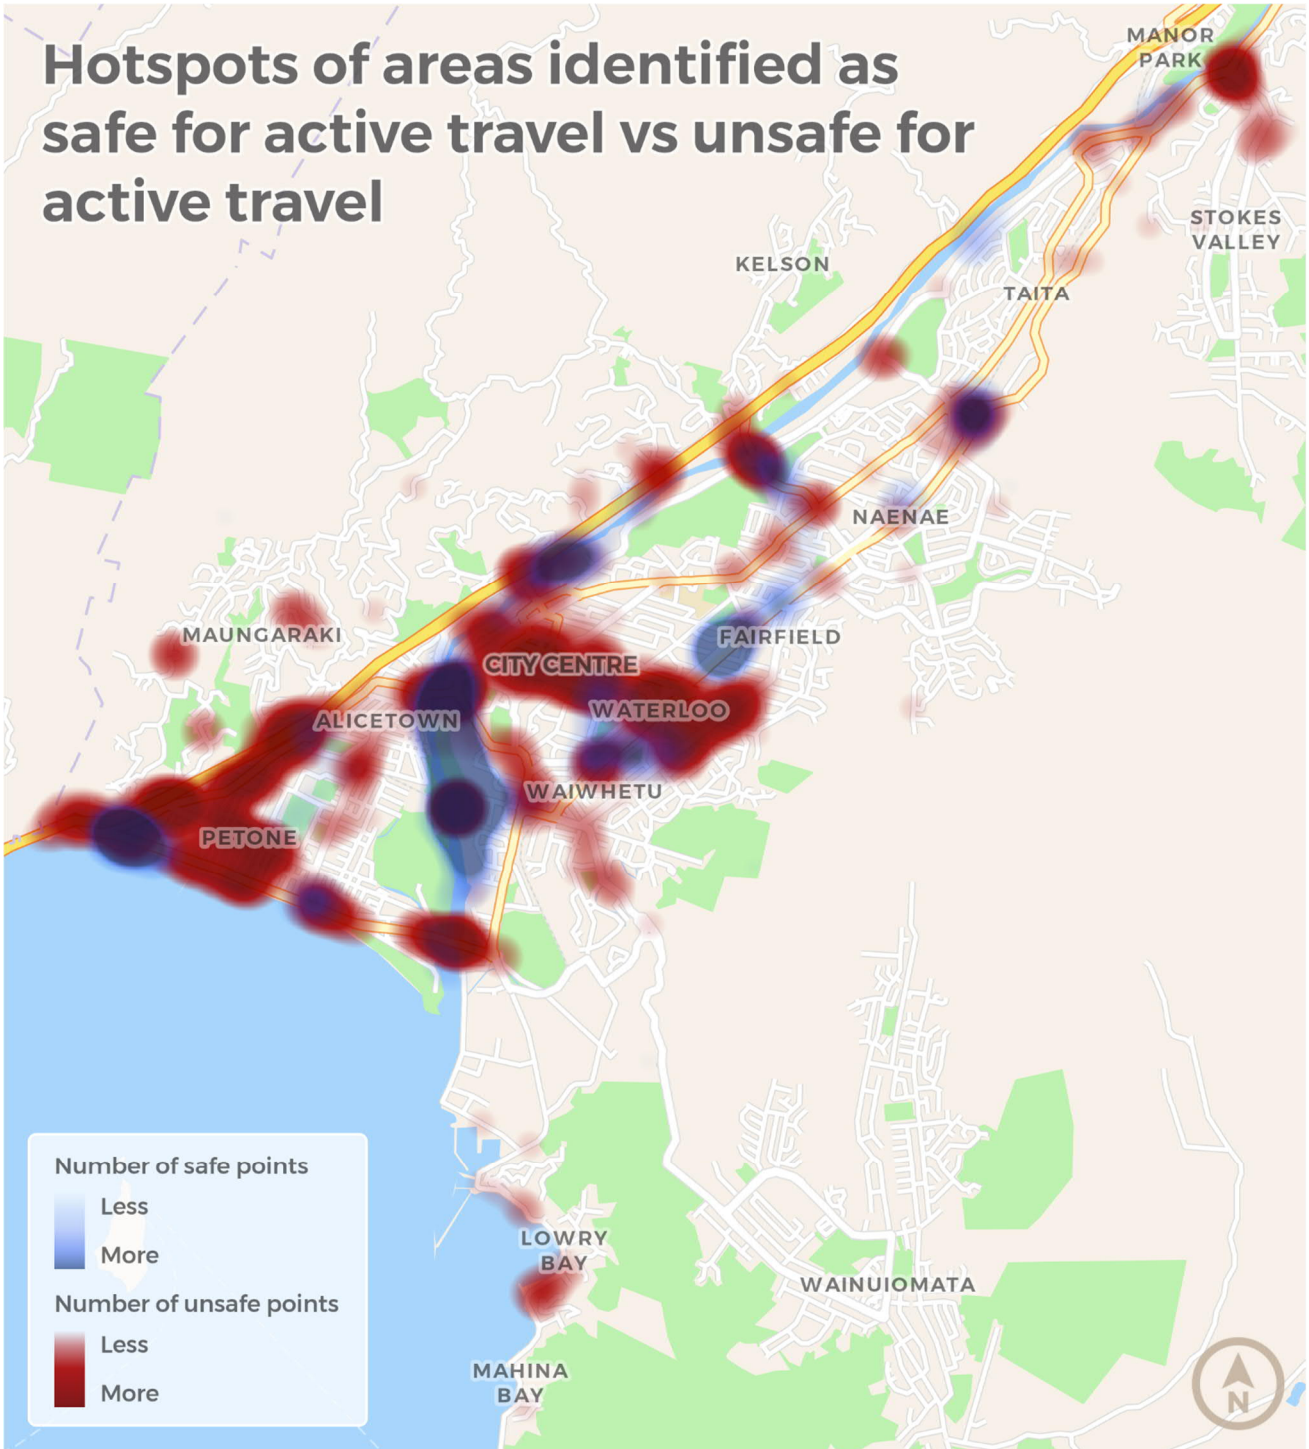 Hotspots of areas identified as
safe for active travel vs unsafe for
active travel
MANOR
PARK
STOKES
VALLEY
KELSON
TAITA
NAENAE
MAUNGARAKI
FAIRFIELD
CITY CENTRE
WATERLOO
ALICETOWN
WAIWHETU
PETONE
LOWRY
BAY
WAINUIOMATA
MAHINA
BAY
Number of safe points
Less
More
Number of unsafe points
Less
More
N